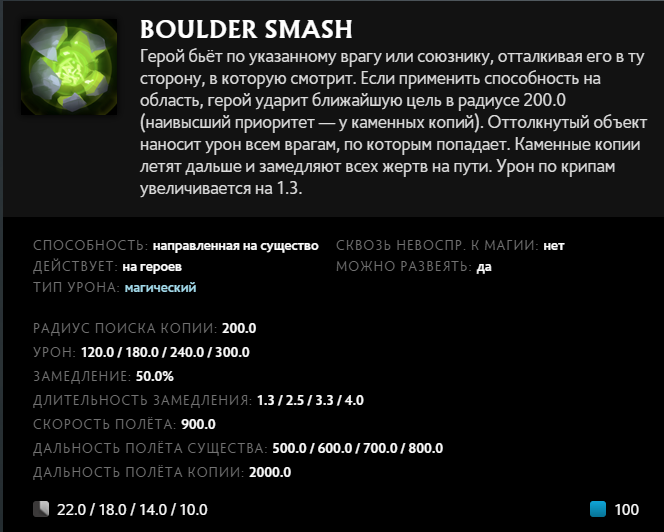 BOULDER SMASH
Герой бьёт по указанному врагу или союзнику, отталкивая его в ту
сторону, в которую смотрит. Если применить способность на
область, герой ударит ближайшую цель в радиусе 200.0
(наивысший приоритет — у каменных копий). Оттолкнутый объект
наносит урон всем врагам, по которым попадает. Каменные копии
летят дальше и замедляют всех жертв на пути. Урон по крипам
увеличивается на 1.3.
СПОСОБНОСТЬ: направленная на существо СКВОЗЬ НЕВОСПР. К МАГИИ: нет
ДЕЙСТВУЕТ: на героев МОЖНО РАЗВЕЯТЬ: да
ТИП УРОНА: магический
РАДИУС ПОИСКА КОПИИ: 200.0
УРОН: 120.0 / 180.0 / 240.0 / 300.0
ЗАМЕДЛЕНИЕ: 50.0%
ДЛИТЕЛЬНОСТЬ ЗАМЕДЛЕНИЯ: 1.3 / 2.5 / 3.3 / 4.0
СКОРОСТЬ ПОЛЁТА: 900.0
ДАЛЬНОСТЬ ПОЛЁТА СУЩЕСТВА: 500.0 / 600.0 / 700.0 / 800.0
ДАЛЬНОСТЬ ПОЛЁТА КОПИИ: 2000.0
22.0 / 18.0 / 14.0 / 10.0 100